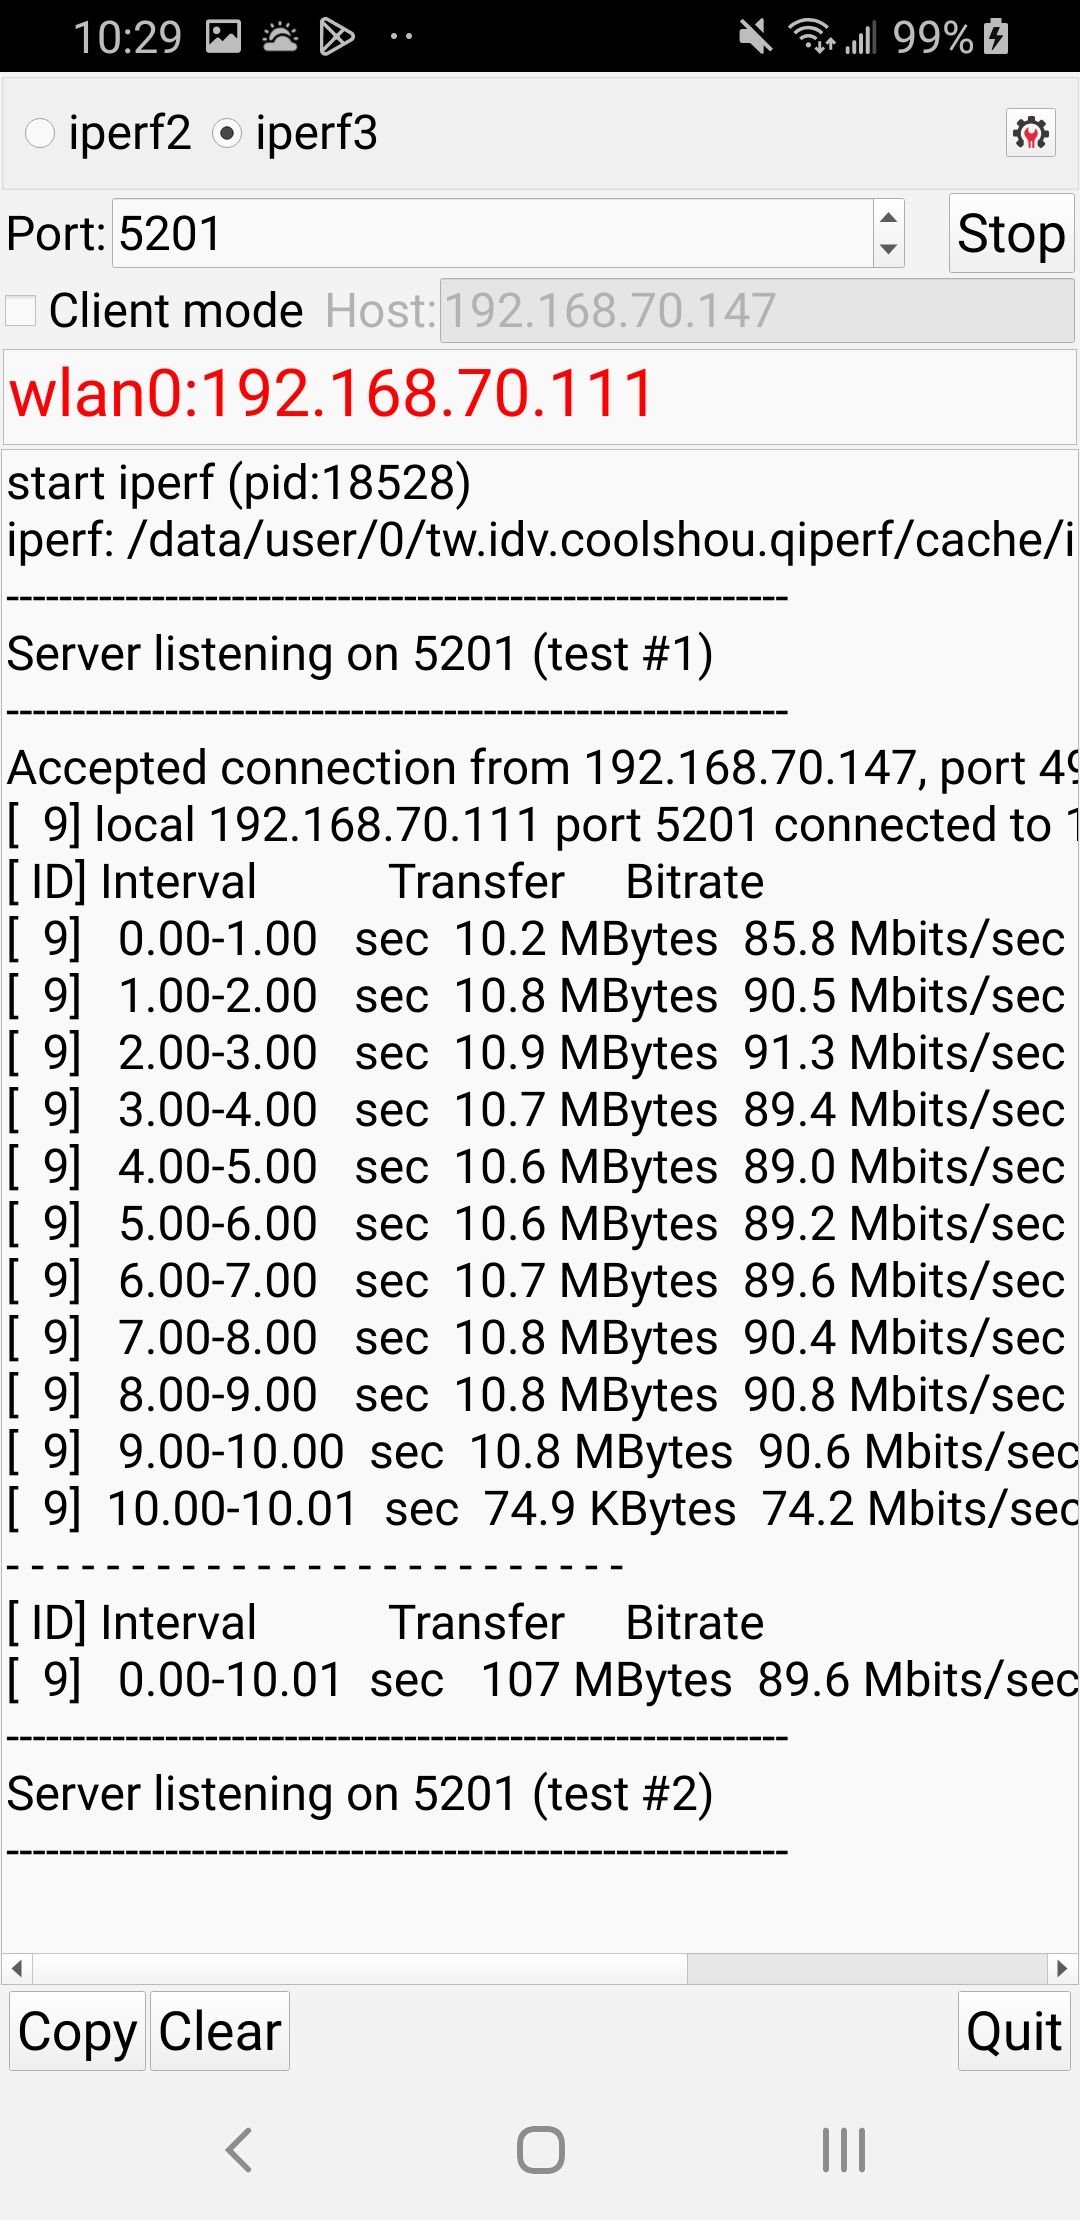 10:29 99%
iperf2 iperf3
Port: 5201 Stop
Client mode Host: 192.168.70.147
wlan0:192.168.70.111
start iperf (pid:18528)
iperf: /data/user/0/tw.idv.coolshou.qiperf/cache/i
-----------------------------------------------------------
Server listening on 5201 (test #1)
-----------------------------------------------------------
Accepted connection from 192.168.70.147, port 49
[  9] local 192.168.70.111 port 5201 connected to 1
[ ID] Interval           Transfer     Bitrate
[  9]   0.00-1.00   sec  10.2 MBytes  85.8 Mbits/sec
[  9]   1.00-2.00   sec  10.8 MBytes  90.5 Mbits/sec
[  9]   2.00-3.00   sec  10.9 MBytes  91.3 Mbits/sec
[  9]   3.00-4.00   sec  10.7 MBytes  89.4 Mbits/sec
[  9]   4.00-5.00   sec  10.6 MBytes  89.0 Mbits/sec
[  9]   5.00-6.00   sec  10.6 MBytes  89.2 Mbits/sec
[  9]   6.00-7.00   sec  10.7 MBytes  89.6 Mbits/sec
[  9]   7.00-8.00   sec  10.8 MBytes  90.4 Mbits/sec
[  9]   8.00-9.00   sec  10.8 MBytes  90.8 Mbits/sec
[  9]   9.00-10.00  sec  10.8 MBytes  90.6 Mbits/sec
[  9]  10.00-10.01  sec  74.9 KBytes  74.2 Mbits/sec
- - - - - - - - - - - - - - - - - - - - - - - - -
[ ID] Interval           Transfer     Bitrate
[  9]   0.00-10.01  sec   107 MBytes  89.6 Mbits/sec
-----------------------------------------------------------
Server listening on 5201 (test #2)
-----------------------------------------------------------
Copy Clear Quit